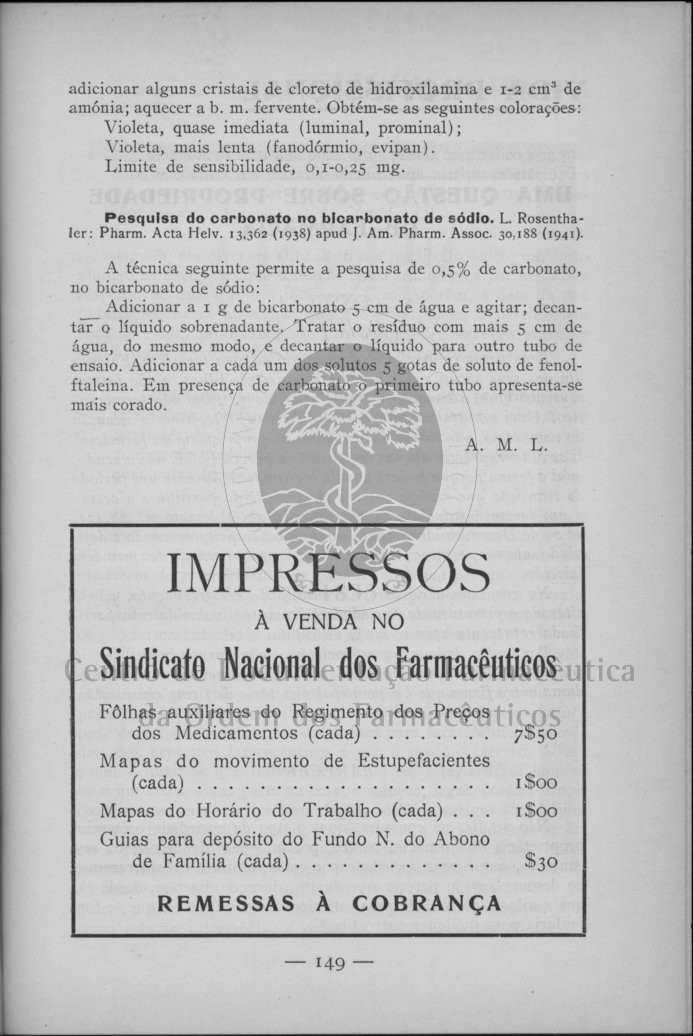 adicionar alguns cristais de cloreto de hidroxilamina e 1-2 cm³ de
amónia; aquecer a b. m. fervente. Obtém-se as seguintes colorações:
Violeta, quase imediata (luminal, prominal);
Violeta, mais lenta (fanodórmio, evipan).
Limite de sensibilidade, 0,1-0,25 mg.
Pesquisa do carbonato no bicarbonato de sódio. L. Rosentha-
ler: Pharm. Acta Helv. 13,362 (1938) apud J. Am. Pharm. Assoc. 30,188 (1941).
A técnica seguinte permite a pesquisa de 0,5% de carbonato,
no bicarbonato de sódio:
Adicionar a 1 g de bicarbonato 5 cm de água e agitar; decan-
tar o líquido sobrenadante. Tratar o resíduo com mais 5 cm de
água, do mesmo modo, e decantar o líquido para outro tubo de
ensaio. Adicionar a cada um dos solutos 5 gotas de soluto de fenol-
ftaleina. Em presença de carbonato o primeiro tubo apresenta-se
mais corado.
A. M. L.
IMPRESSOS
À VENDA NO
Sindicato Nacional dos Farmacêuticos
Centro de Documentação Farmacêutica
da Ordem dos Farmacêuticos
Fôlhas auxiliares do Regimento dos Preços
dos Medicamentos (cada) . . . . . . . . 7$50
Mapas do movimento de Estupefacientes
(cada) . . . . . . . . . . . . . . . . . . . 1$00
Mapas do Horário do Trabalho (cada) . . . 1$00
Guias para depósito do Fundo N. do Abono
de Família (cada) . . . . . . . . . . . . . $30
REMESSAS À COBRANÇA
— 149 —